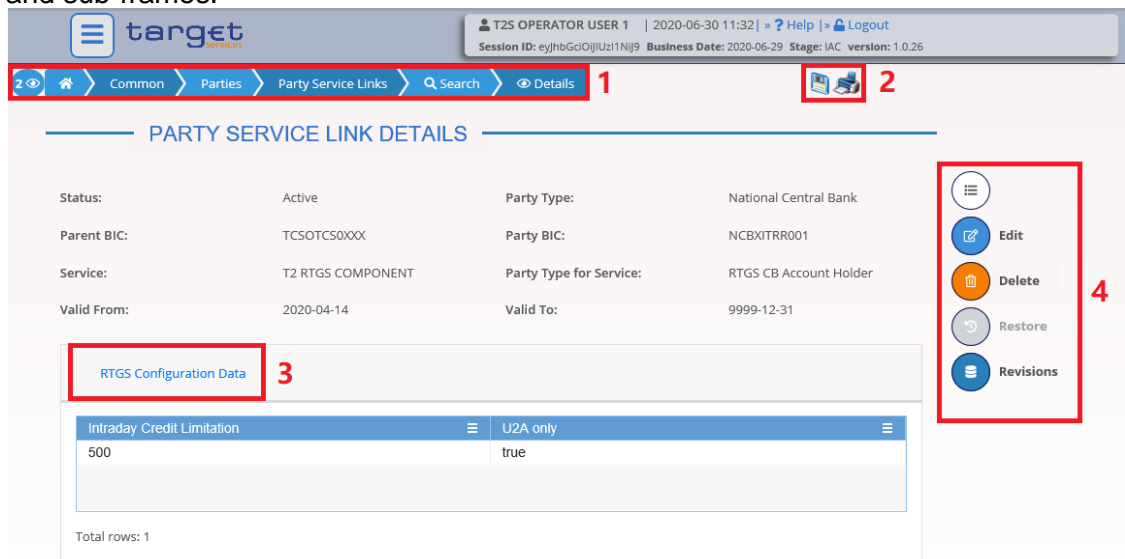 and sub-frames.
target
services
T2S OPERATOR USER 1 | 2020-06-30 11:32| » ? Help |» Logout
Session ID: eyJhbGciOiJIUzI1NiJ9 Business Date: 2020-06-29 Stage: IAC version: 1.0.26
2 Common Parties Party Service Links Search Details 1
2
PARTY SERVICE LINK DETAILS
Status: Active Party Type: National Central Bank
Parent BIC: TCSOTCS0XXX Party BIC: NCBXITRR001
Edit
Service: T2 RTGS COMPONENT Party Type for Service: RTGS CB Account Holder
Delete
4
Valid From: 2020-04-14 Valid To: 9999-12-31
Restore
RTGS Configuration Data 3
Revisions
Intraday Credit Limitation U2A only
500 true
Total rows: 1